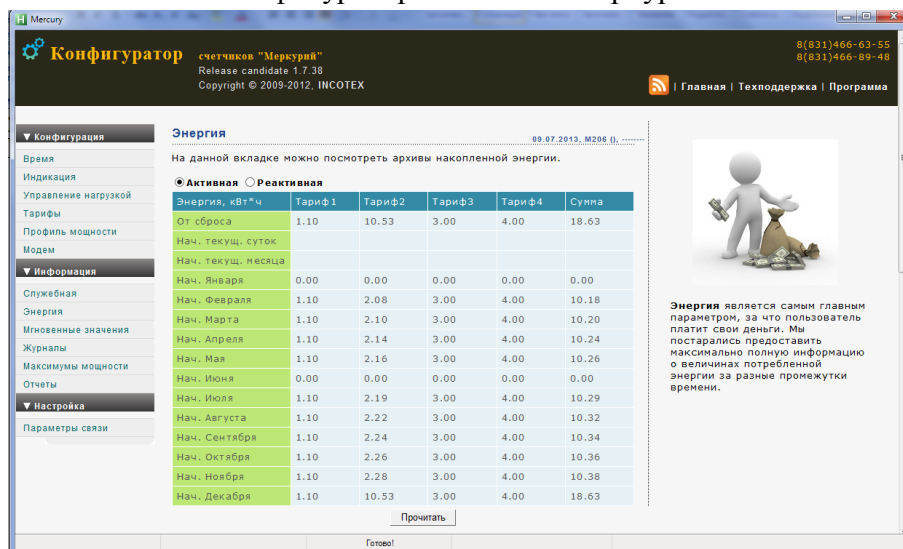 Mercury
Конфигуратор счетчиков "Меркурий"
Release candidate 1.7.38
Copyright © 2009-2012, INCOTEX
8(831)466-63-55
8(831)466-89-48
| Главная | Техподдержка | Программа
▼ Конфигурация
Время
Индикация
Управление нагрузкой
Тарифы
Профиль мощности
Модем
▼ Информация
Служебная
Энергия
Мгновенные значения
Журналы
Максимумы мощности
Отчеты
▼ Настройка
Параметры связи
Энергия
09.07.2013, M206 (), -------
На данной вкладке можно посмотреть архивы накопленной энергии.
Активная Реактивная
Энергия, кВт*ч Тариф1 Тариф2 Тариф3 Тариф4 Сумма
От сброса 1.10 10.53 3.00 4.00 18.63
Нач. текущ. суток
Нач. текущ. месяца
Нач. Января 0.00 0.00 0.00 0.00 0.00
Нач. Февраля 1.10 2.08 3.00 4.00 10.18
Нач. Марта 1.10 2.10 3.00 4.00 10.20
Нач. Апреля 1.10 2.14 3.00 4.00 10.24
Нач. Мая 1.10 2.16 3.00 4.00 10.26
Нач. Июня 0.00 0.00 0.00 0.00 0.00
Нач. Июля 1.10 2.19 3.00 4.00 10.29
Нач. Августа 1.10 2.22 3.00 4.00 10.32
Нач. Сентября 1.10 2.24 3.00 4.00 10.34
Нач. Октября 1.10 2.26 3.00 4.00 10.36
Нач. Ноября 1.10 2.28 3.00 4.00 10.38
Нач. Декабря 1.10 10.53 3.00 4.00 18.63
Прочитать
Энергия является самым главным
параметром, за что пользователь
платит свои деньги. Мы
постарались предоставить
максимально полную информацию
о величинах потребленной
энергии за разные промежутки
времени.
Готово!